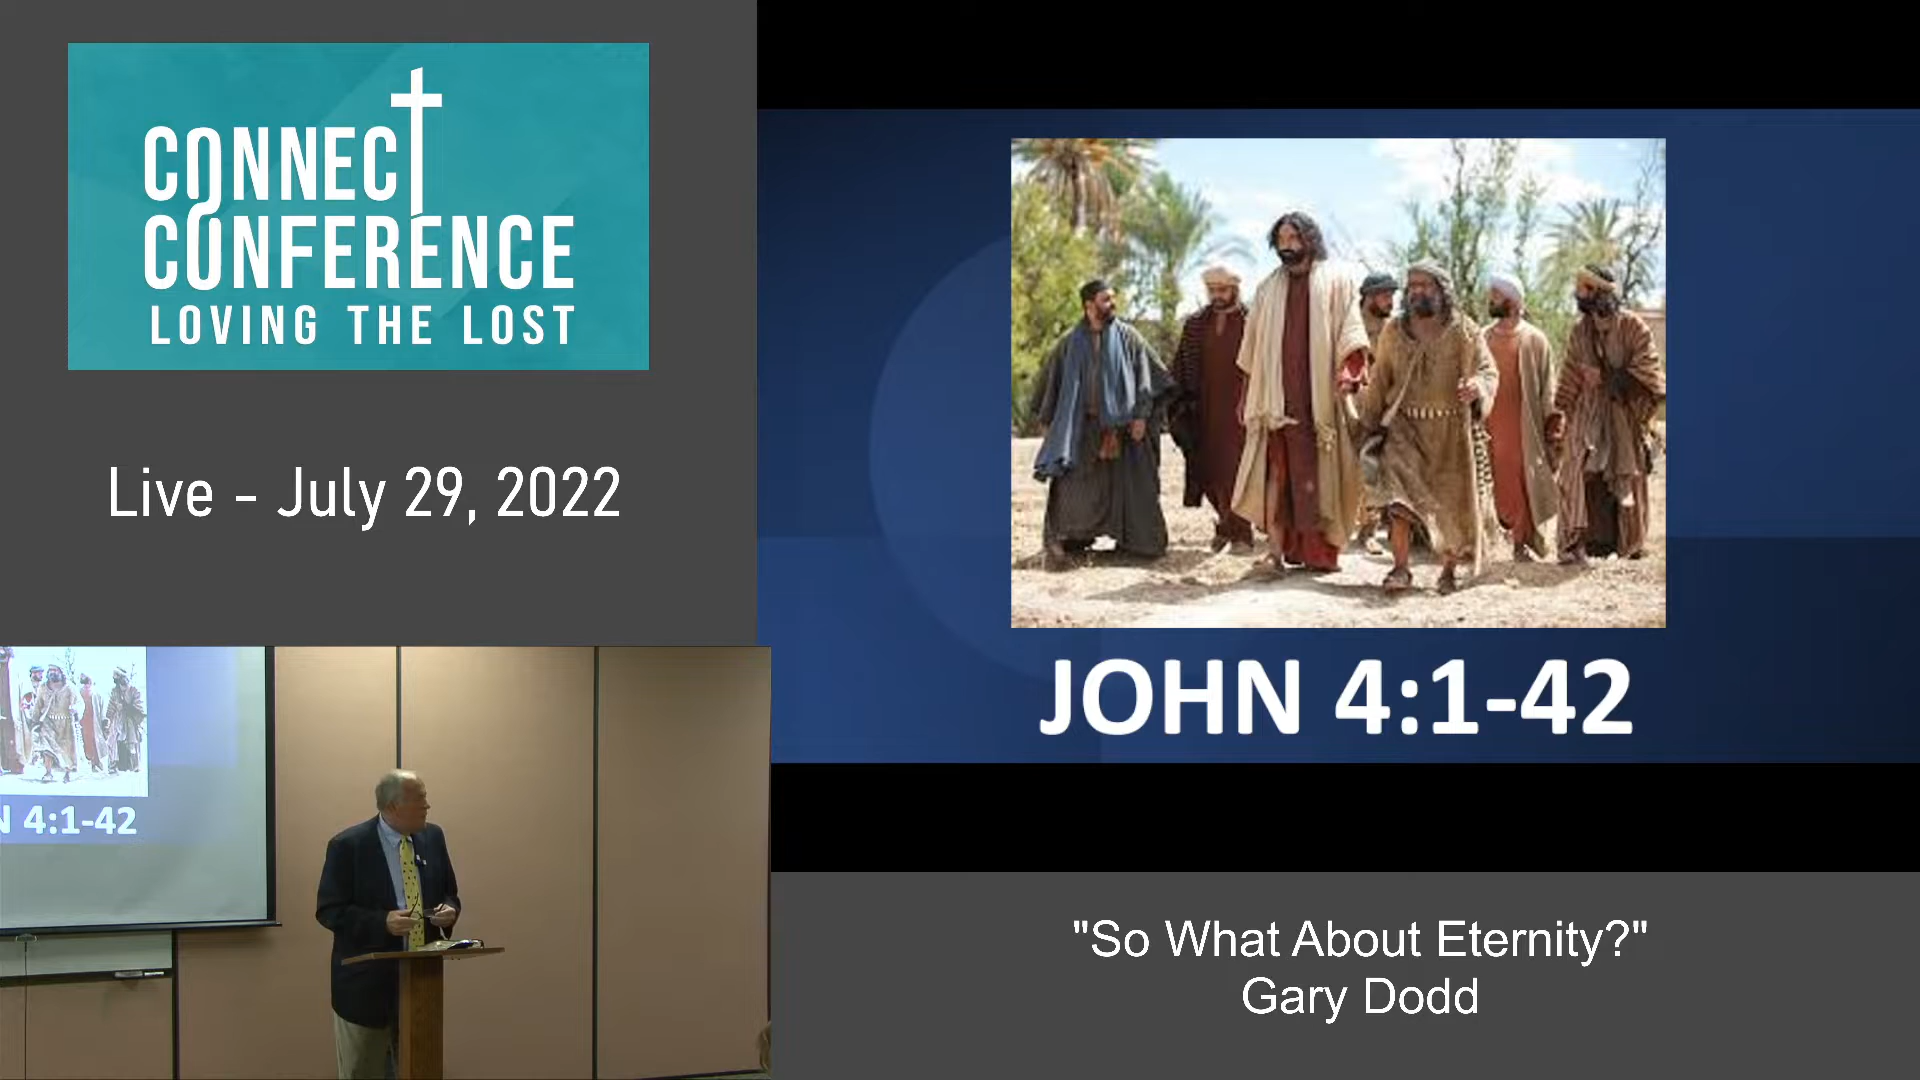 CONNECT
CONFERENCE
LOVING THE LOST
Live - July 29, 2022
JOHN 4:1-42
N 4:1-42
"So What About Eternity?"
Gary Dodd